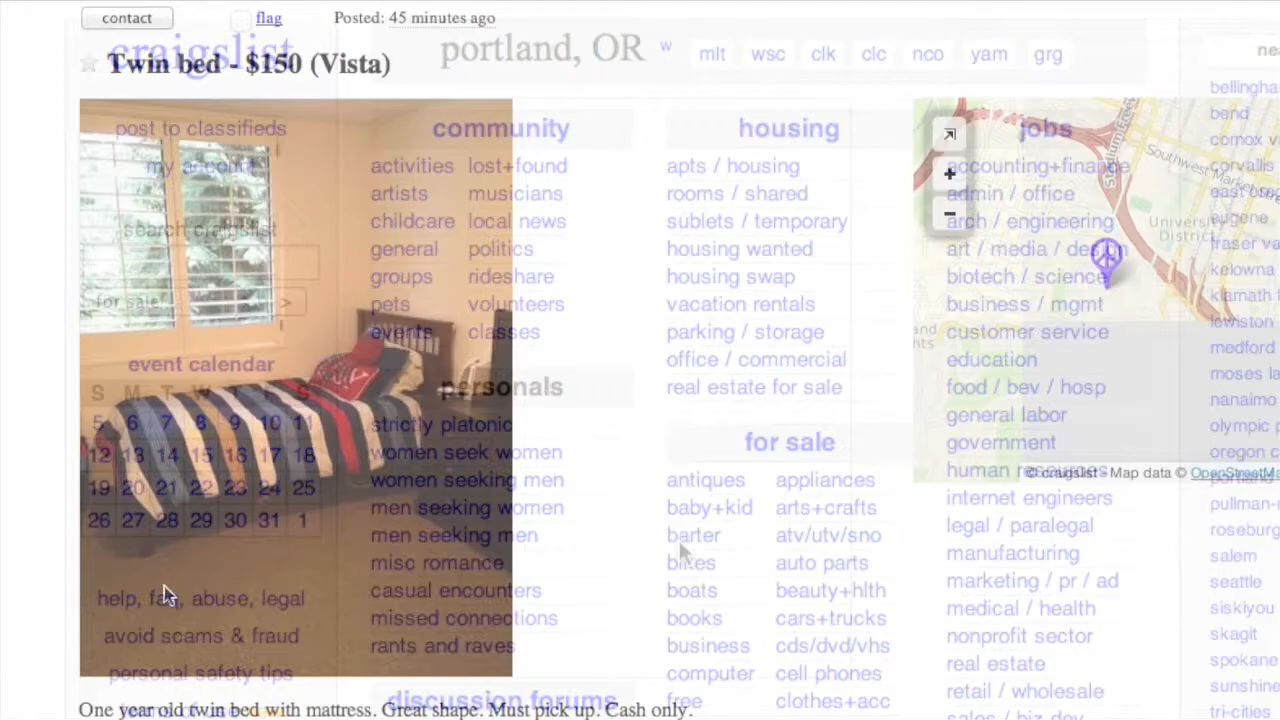 contact
flag
Posted: 45 minutes ago
craigslist
portland, OR
w
mlt wsc clk clc nco yam grg
Twin bed - $150 (Vista)
post to classifieds
my account
search craigslist
for sale
>
event calendar
S M T W T F S
5 6 7 8 9 10 11
12 13 14 15 16 17 18
19 20 21 22 23 24 25
26 27 28 29 30 31 1
help, faq, abuse, legal
avoid scams & fraud
personal safety tips
community
activities lost+found
artists musicians
childcare local news
general politics
groups rideshare
pets volunteers
events classes
personals
strictly platonic
women seek women
women seeking men
men seeking women
men seeking men
misc romance
casual encounters
missed connections
rants and raves
discussion forums
housing
apts / housing
rooms / shared
sublets / temporary
housing wanted
housing swap
vacation rentals
parking / storage
office / commercial
real estate for sale
for sale
antiques appliances
baby+kid arts+crafts
barter atv/utv/sno
bikes auto parts
boats beauty+hlth
books cars+trucks
business cds/dvd/vhs
computer cell phones
free clothes+acc
jobs
accounting+finance
admin / office
arch / engineering
art / media / design
biotech / science
business / mgmt
customer service
education
food / bev / hosp
general labor
government
human resources
internet engineers
legal / paralegal
manufacturing
marketing / pr / ad
medical / health
nonprofit sector
real estate
retail / wholesale
sales / biz dev
+
−
Southwest Market
University
District
© craigslist - Map data © OpenStreetMa
nea
bellingha
bend
comox va
corvallis
east oreg
eugene
fraser va
kelowna
klamath
lewiston
medford
moses la
nanaimo
olympic p
oregon c
portland
pullman-
roseburg
salem
seattle
siskiyou
skagit
spokane
sunshine
tri-cities
One year old twin bed with mattress. Great shape. Must pick up. Cash only.